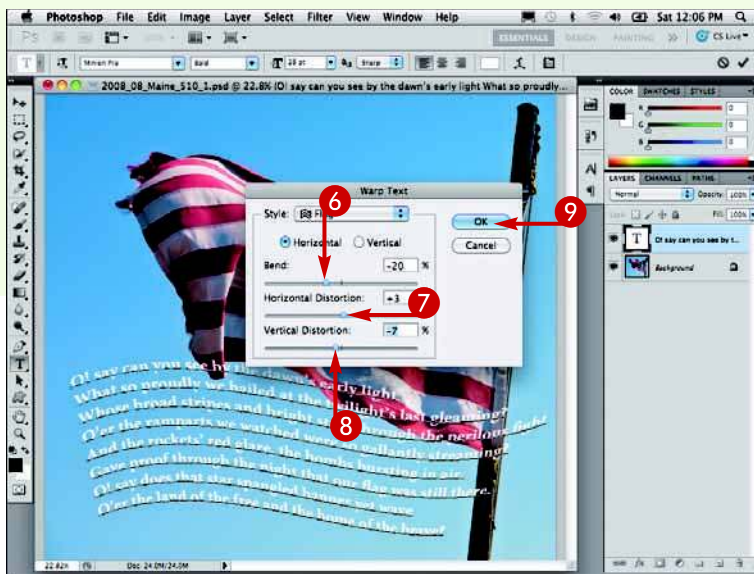 Photoshop File Edit Image Layer Select Filter View Window Help Sat 12:06 PM
Ps ESSENTIALS DESIGN PAINTING CS Live
T Minion Pro Bold Sharp
2008_08_Maine_510_1.psd @ 22.8% (O! say can you see by the dawn's early light What so proudly...
COLOR SWATCHES STYLES
R 0
G 0
B 0
LAYERS CHANNELS PATHS
Normal Opacity: 100%
Lock: Fill: 100%
T O! say can you see by t...
Background
Warp Text
Style: Flag
Horizontal Vertical
Bend: -20 %
Horizontal Distortion: +3
Vertical Distortion: -7 %
OK
Cancel
6
7
8
9
O! say can you see by the dawn's early light
What so proudly we hailed at the twilight's last gleaming?
Whose broad stripes and bright stars through the perilous fight
O'er the ramparts we watched were so gallantly streaming?
And the rockets' red glare, the bombs bursting in air,
Gave proof through the night that our flag was still there.
O! say does that star spangled banner yet wave
O'er the land of the free and the home of the brave?
22.82% Doc: 24.0M/24.0M